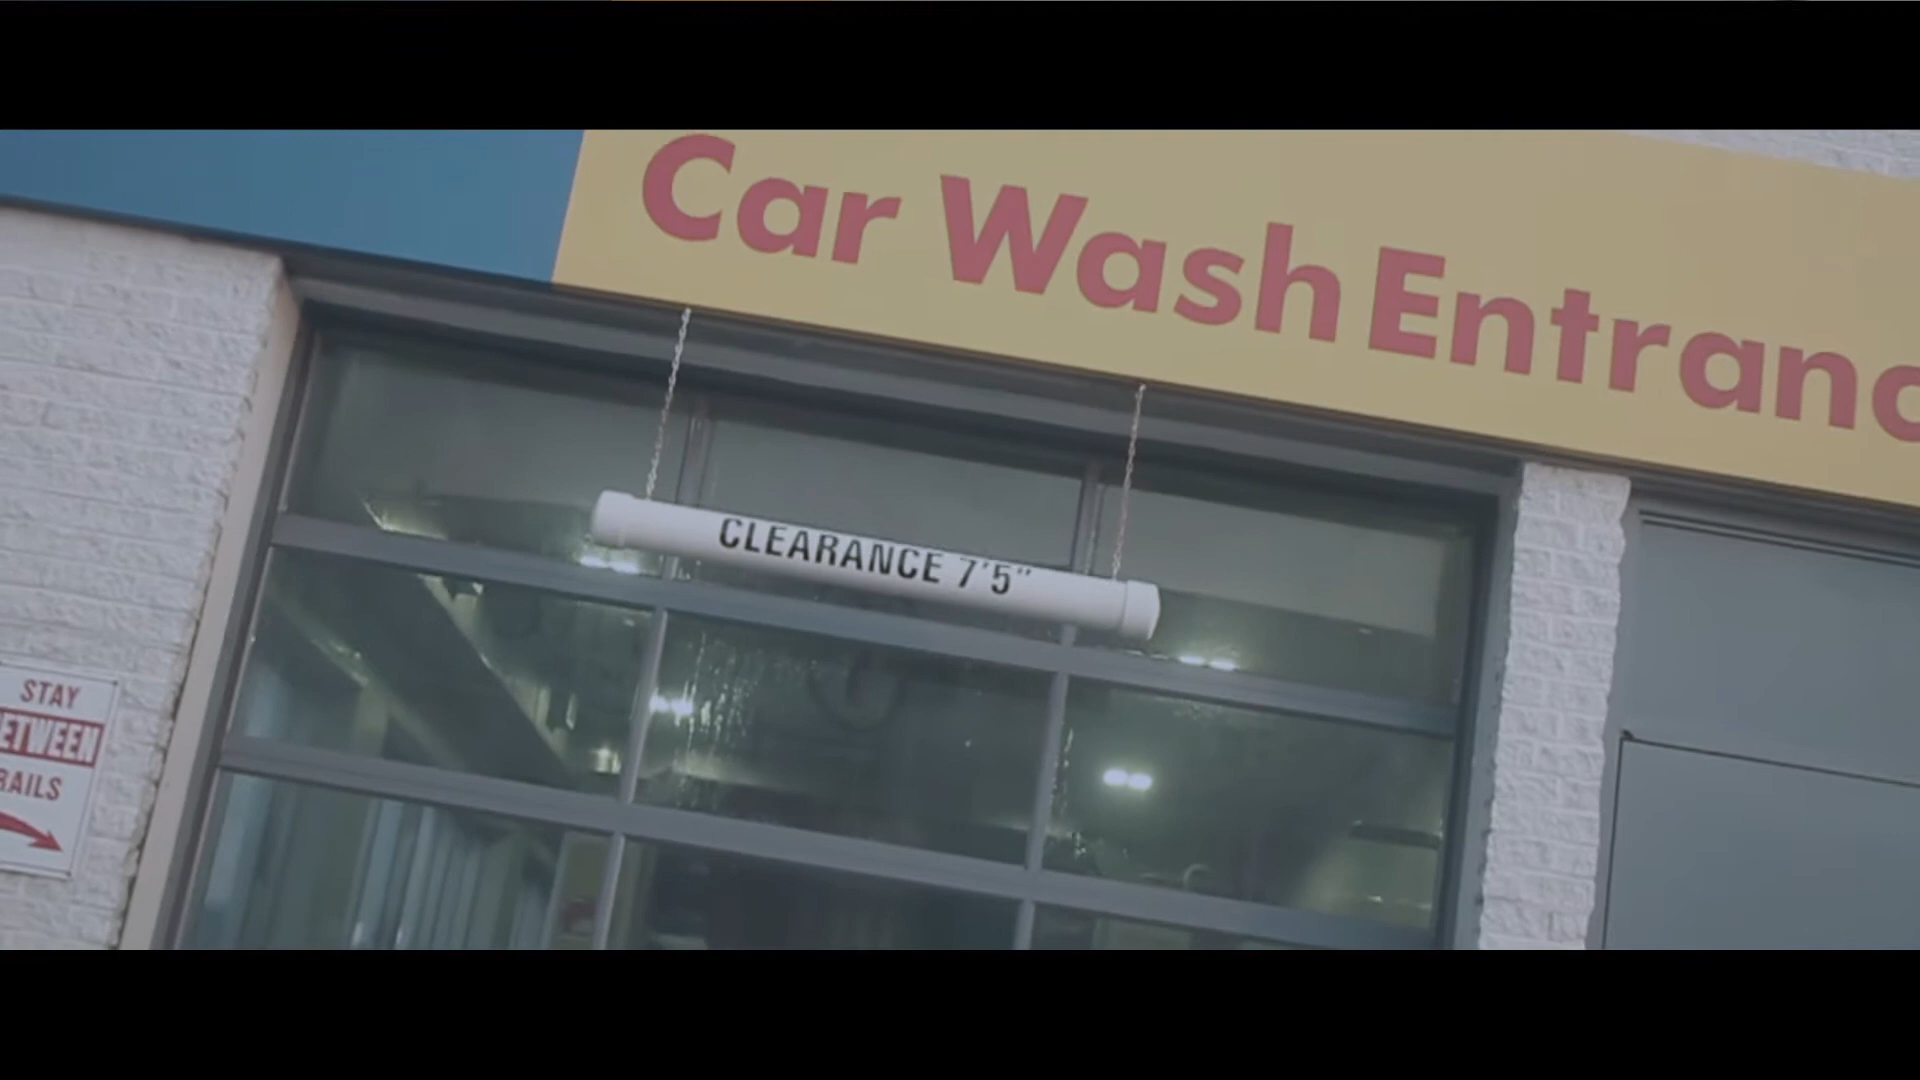 Car Wash Entranc
CLEARANCE 7'5"
STAY
ETWEEN
RAILS